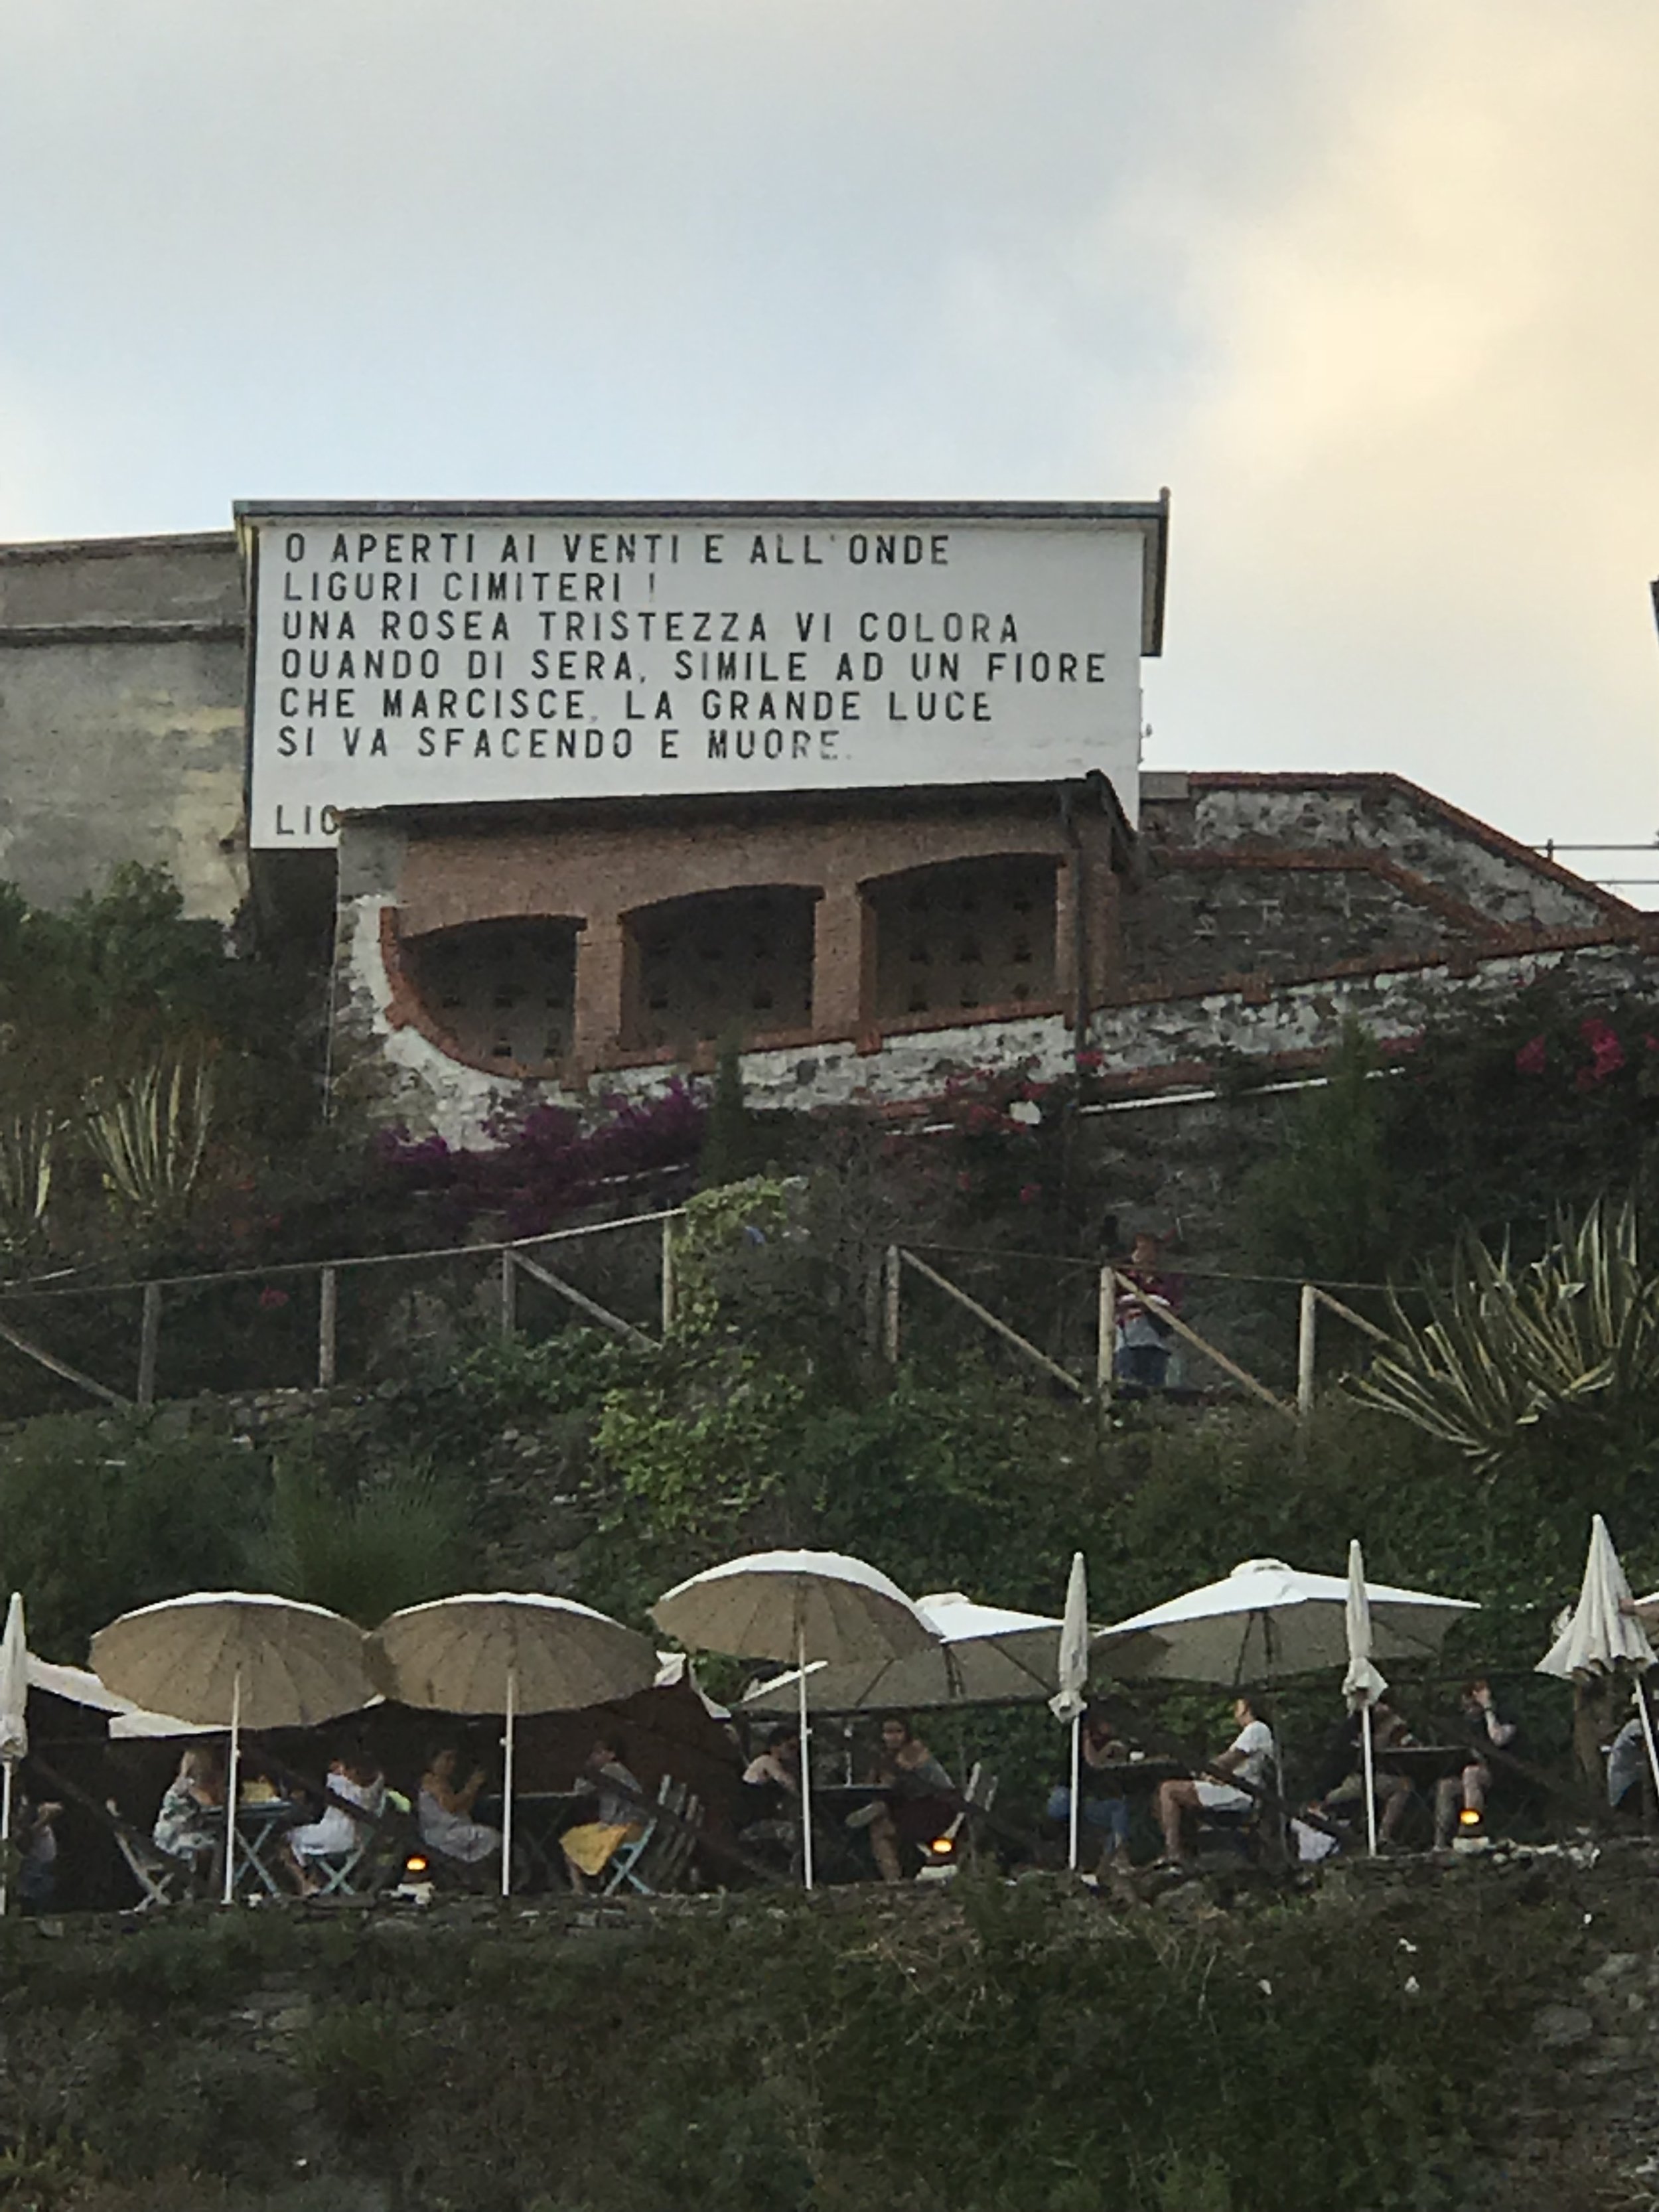 O APERTI AI VENTI E ALL'ONDE
LIGURI CIMITERI !
UNA ROSEA TRISTEZZA VI COLORA
QUANDO DI SERA, SIMILE AD UN FIORE
CHE MARCISCE, LA GRANDE LUCE
SI VA SFACENDO E MUORE.